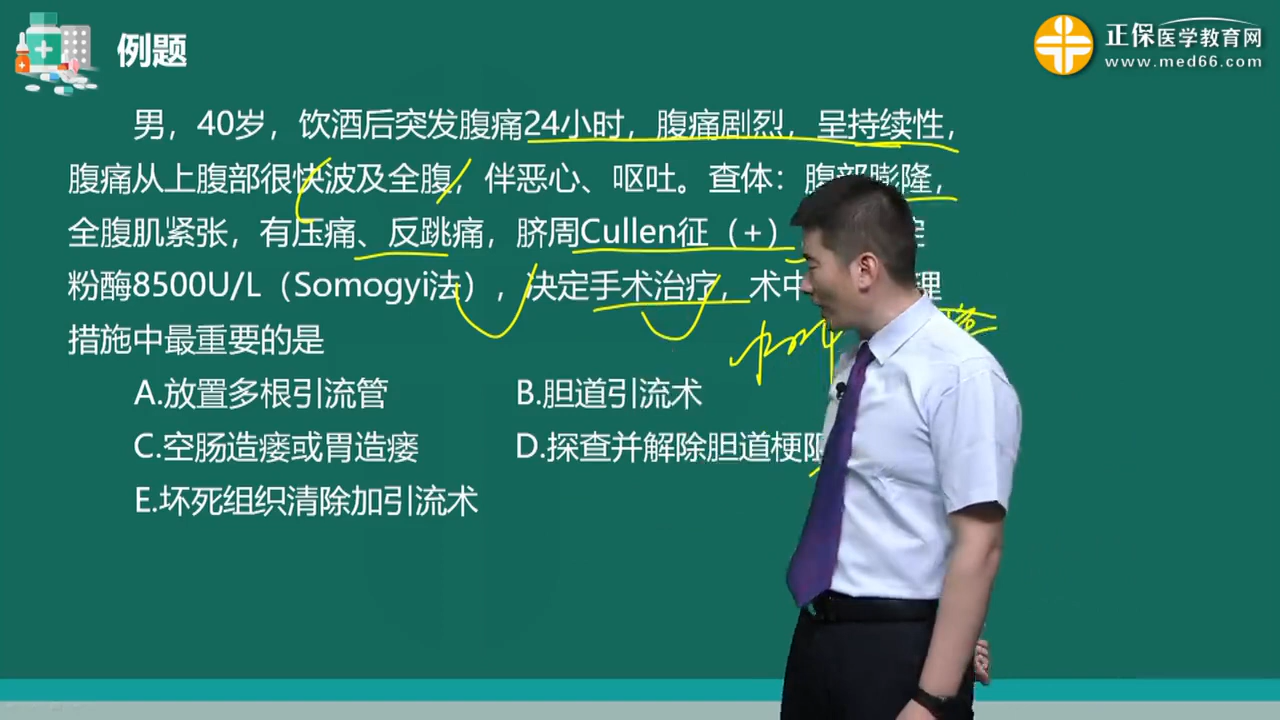 例题
正保医学教育网
www.med66.com
男，40岁，饮酒后突发腹痛24小时，腹痛剧烈，呈持续性，
腹痛从上腹部很快波及全腹，伴恶心、呕吐。查体：腹部膨隆，
全腹肌紧张，有压痛、反跳痛，脐周Cullen征（+）
粉酶8500U/L（Somogyi法），决定手术治疗，术中 理
措施中最重要的是
A.放置多根引流管
B.胆道引流术
C.空肠造瘘或胃造瘘
D.探查并解除胆道梗阻
E.坏死组织清除加引流术